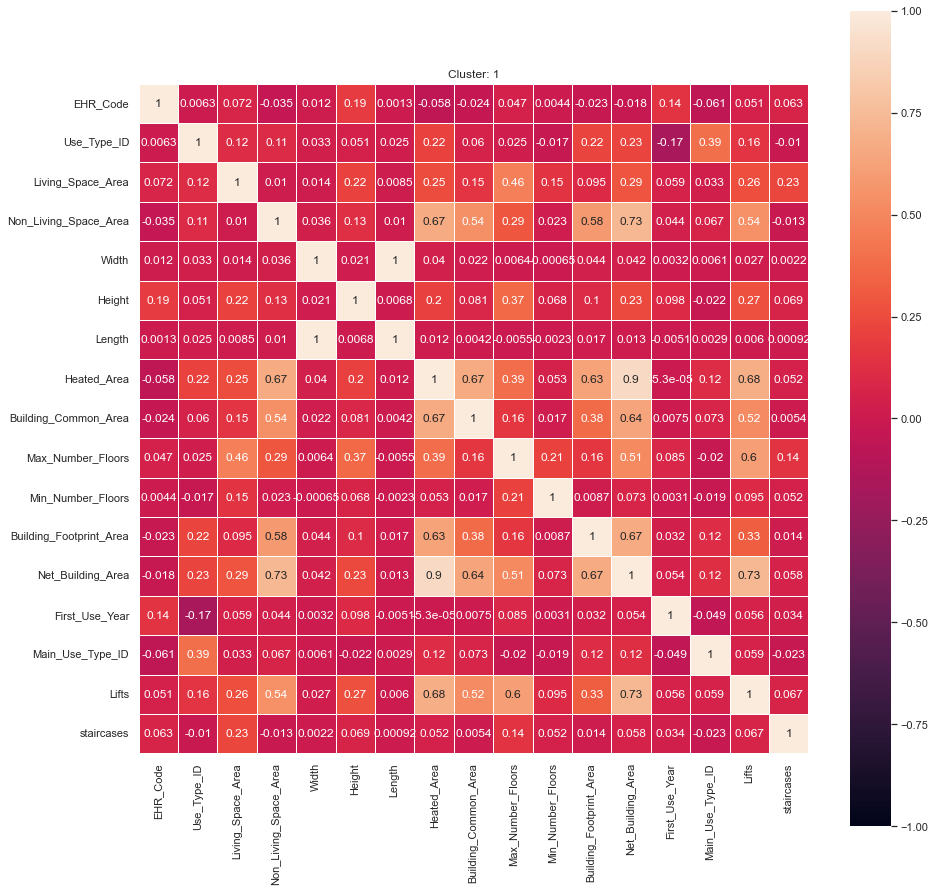 Cluster: 1
EHR_Code 1 0.0063 0.072 -0.035 0.012 0.19 0.0013 -0.058 -0.024 0.047 0.0044 -0.023 -0.018 0.14 -0.061 0.051 0.063
Use_Type_ID 0.0063 1 0.12 0.11 0.033 0.051 0.025 0.22 0.06 0.025 -0.017 0.22 0.23 -0.17 0.39 0.16 -0.01
Living_Space_Area 0.072 0.12 1 0.01 0.014 0.22 0.0085 0.25 0.15 0.46 0.15 0.095 0.29 0.059 0.033 0.26 0.23
Non_Living_Space_Area -0.035 0.11 0.01 1 0.036 0.13 0.01 0.67 0.54 0.29 0.023 0.58 0.73 0.044 0.067 0.54 -0.013
Width 0.012 0.033 0.014 0.036 1 0.021 1 0.04 0.022 0.0064 -0.00065 0.044 0.042 0.0032 0.0061 0.027 0.0022
Height 0.19 0.051 0.22 0.13 0.021 1 0.0068 0.2 0.081 0.37 0.068 0.1 0.23 0.098 -0.022 0.27 0.069
Length 0.0013 0.025 0.0085 0.01 1 0.0068 1 0.012 0.0042 -0.0055 -0.0023 0.017 0.013 -0.0051 0.0029 0.006 0.00092
Heated_Area -0.058 0.22 0.25 0.67 0.04 0.2 0.012 1 0.67 0.39 0.053 0.63 0.9 -5.3e-05 0.12 0.68 0.052
Building_Common_Area -0.024 0.06 0.15 0.54 0.022 0.081 0.0042 0.67 1 0.16 0.017 0.38 0.64 0.0075 0.073 0.52 0.0054
Max_Number_Floors 0.047 0.025 0.46 0.29 0.0064 0.37 -0.0055 0.39 0.16 1 0.21 0.16 0.51 0.085 -0.02 0.6 0.14
Min_Number_Floors 0.0044 -0.017 0.15 0.023 -0.00065 0.068 -0.0023 0.053 0.017 0.21 1 0.0087 0.073 0.0031 -0.019 0.095 0.052
Building_Footprint_Area -0.023 0.22 0.095 0.58 0.044 0.1 0.017 0.63 0.38 0.16 0.0087 1 0.67 0.032 0.12 0.33 0.014
Net_Building_Area -0.018 0.23 0.29 0.73 0.042 0.23 0.013 0.9 0.64 0.51 0.073 0.67 1 0.054 0.12 0.73 0.058
First_Use_Year 0.14 -0.17 0.059 0.044 0.0032 0.098 -0.0051 -5.3e-05 0.0075 0.085 0.0031 0.032 0.054 1 -0.049 0.056 0.034
Main_Use_Type_ID -0.061 0.39 0.033 0.067 0.0061 -0.022 0.0029 0.12 0.073 -0.02 -0.019 0.12 0.12 -0.049 1 0.059 -0.023
Lifts 0.051 0.16 0.26 0.54 0.027 0.27 0.006 0.68 0.52 0.6 0.095 0.33 0.73 0.056 0.059 1 0.067
staircases 0.063 -0.01 0.23 -0.013 0.0022 0.069 0.00092 0.052 0.0054 0.14 0.052 0.014 0.058 0.034 -0.023 0.067 1
EHR_Code
Use_Type_ID
Living_Space_Area
Non_Living_Space_Area
Width
Height
Length
Heated_Area
Building_Common_Area
Max_Number_Floors
Min_Number_Floors
Building_Footprint_Area
Net_Building_Area
First_Use_Year
Main_Use_Type_ID
Lifts
staircases
1.00
0.75
0.50
0.25
0.00
−0.25
−0.50
−0.75
−1.00